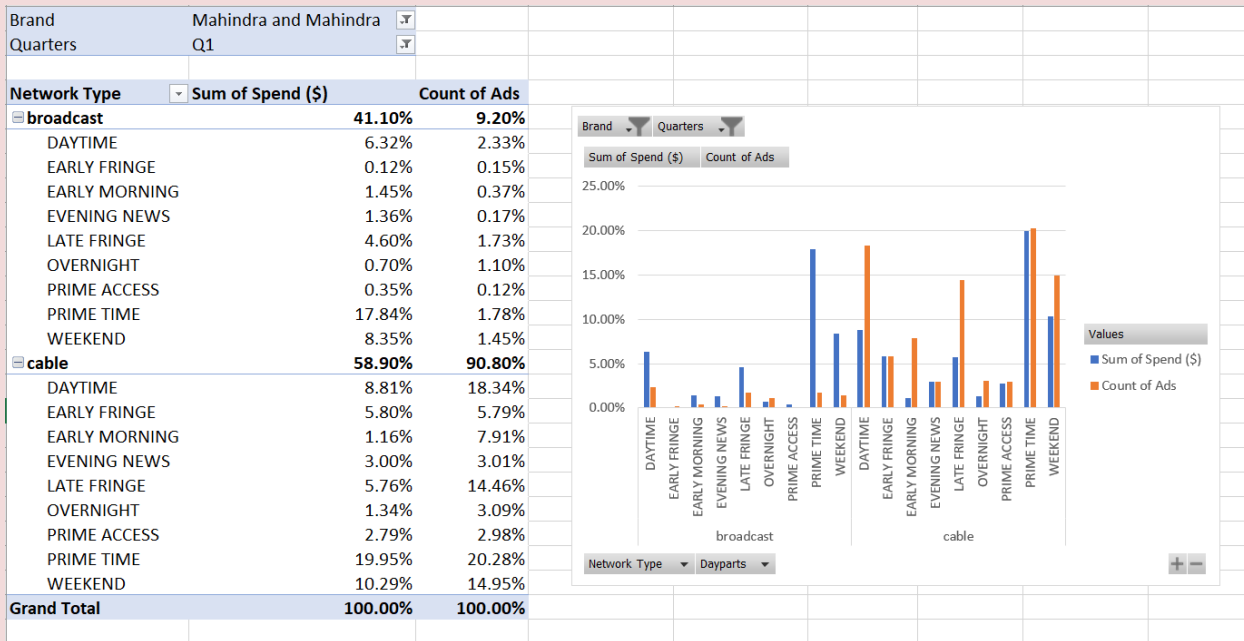 Brand Mahindra and Mahindra
Quarters Q1
Network Type Sum of Spend ($) Count of Ads
broadcast 41.10% 9.20%
DAYTIME 6.32% 2.33%
EARLY FRINGE 0.12% 0.15%
EARLY MORNING 1.45% 0.37%
EVENING NEWS 1.36% 0.17%
LATE FRINGE 4.60% 1.73%
OVERNIGHT 0.70% 1.10%
PRIME ACCESS 0.35% 0.12%
PRIME TIME 17.84% 1.78%
WEEKEND 8.35% 1.45%
cable 58.90% 90.80%
DAYTIME 8.81% 18.34%
EARLY FRINGE 5.80% 5.79%
EARLY MORNING 1.16% 7.91%
EVENING NEWS 3.00% 3.01%
LATE FRINGE 5.76% 14.46%
OVERNIGHT 1.34% 3.09%
PRIME ACCESS 2.79% 2.98%
PRIME TIME 19.95% 20.28%
WEEKEND 10.29% 14.95%
Grand Total 100.00% 100.00%
Brand Quarters
Sum of Spend ($) Count of Ads
25.00%
20.00%
15.00%
10.00%
5.00%
0.00%
DAYTIME
EARLY FRINGE
EARLY MORNING
EVENING NEWS
LATE FRINGE
OVERNIGHT
PRIME ACCESS
PRIME TIME
WEEKEND
DAYTIME
EARLY FRINGE
EARLY MORNING
EVENING NEWS
LATE FRINGE
OVERNIGHT
PRIME ACCESS
PRIME TIME
WEEKEND
broadcast cable
Values
Sum of Spend ($)
Count of Ads
Network Type Dayparts